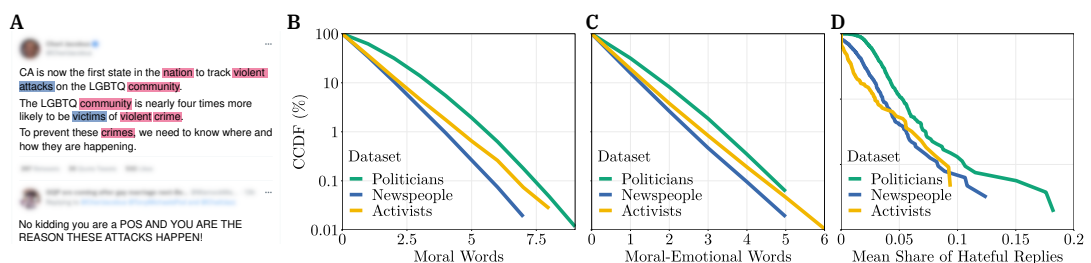 A
CA is now the first state in the nation to track violent
attacks on the LGBTQ community.
The LGBTQ community is nearly four times more
likely to be victims of violent crime.
To prevent these crimes, we need to know where and
how they are happening.
No kidding you are a POS AND YOU ARE THE
REASON THESE ATTACKS HAPPEN!
B
CCDF (%)
100
10
1
0.1
0.01
0
2.5
5.0
7.5
Moral Words
Dataset
Politicians
Newspeople
Activists
C
0
1
2
3
4
5
6
Moral-Emotional Words
Dataset
Politicians
Newspeople
Activists
D
0
0.05
0.1
0.15
0.2
Mean Share of Hateful Replies
Dataset
Politicians
Newspeople
Activists